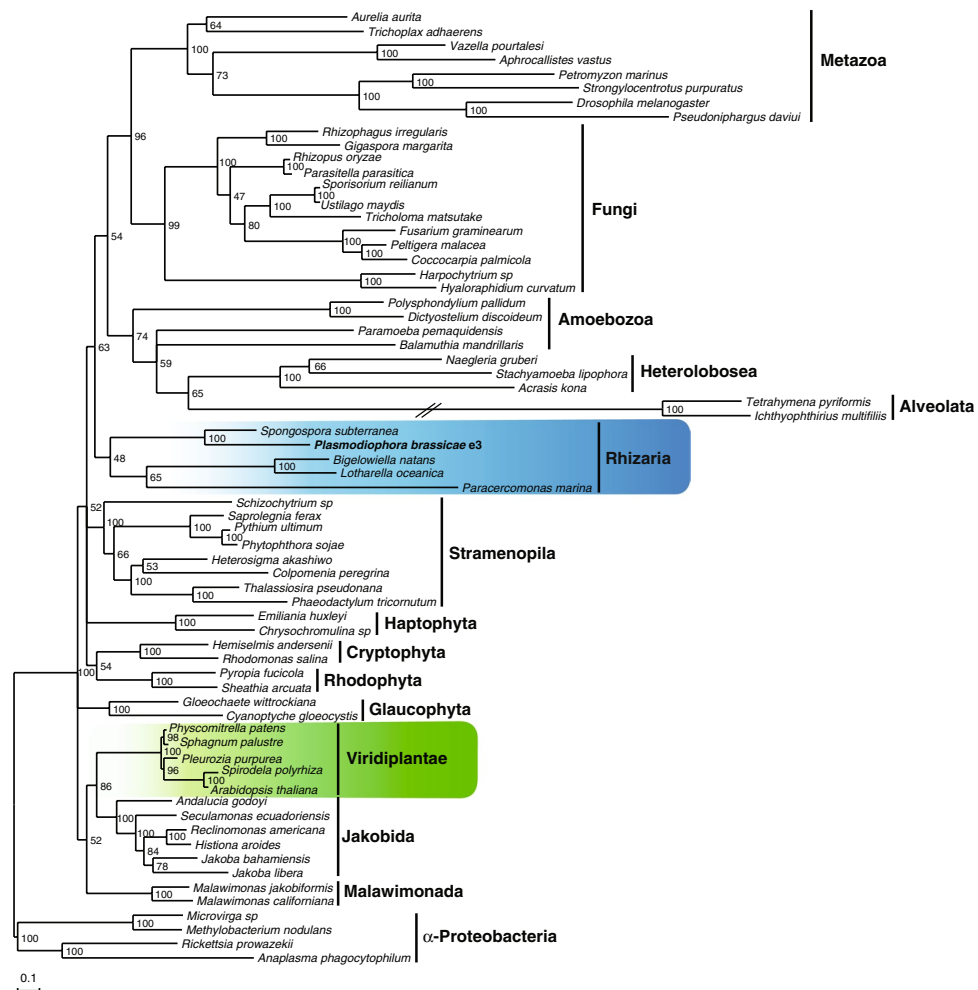 Aurelia aurita
64
Trichoplax adhaerens
100
Vazella pourtalesi
100
Aphrocallistes vastus
Metazoa
73
Petromyzon marinus
100
Strongylocentrotus purpuratus
100
Drosophila melanogaster
100
Pseudoniphargus daviui
96
Rhizophagus irregularis
100
Gigaspora margarita
100
Rhizopus oryzae
100
Parasitella parasitica
Sporisorium reilianum
47
100
100
Ustilago maydis
Fungi
Tricholoma matsutake
99
80
Fusarium graminearum
54
100
Peltigera malacea
100
Coccocarpia palmicola
Harpochytrium sp
100
Hyaloraphidium curvatum
Polysphondylium pallidum
100
Dictyostelium discoideum
Amoebozoa
74
Paramoeba pemaquidensis
63
Balamuthia mandrillaris
59
Naegleria gruberi
66
Stachyamoeba lipophora
Heterolobosea
100
Acrasis kona
65
Tetrahymena pyriformis
100
Alveolata
Ichthyophthirius multifiliis
Spongospora subterranea
100
Plasmodiophora brassicae e3
48
Bigelowiella natans
Rhizaria
100
Lotharella oceanica
65
Paracercomonas marina
Schizochytrium sp
52
Saprolegnia ferax
100
100
Pythium ultimum
100
Phytophthora sojae
Stramenopila
66
Heterosigma akashiwo
53
Colpomenia peregrina
100
Thalassiosira pseudonana
100
Phaeodactylum tricornutum
Emiliania huxleyi
100
Haptophyta
Chrysochromulina sp
Hemiselmis andersenii
100
Cryptophyta
Rhodomonas salina
54
100
Pyropia fucicola
100
Rhodophyta
Sheathia arcuata
Gloeochaete wittrockiana
100
Glaucophyta
Cyanoptyche gloeocystis
Physcomitrella patens
98
Sphagnum palustre
100
Pleurozia purpurea
Viridiplantae
96
Spirodela polyrhiza
100
Arabidopsis thaliana
86
Andalucia godoyi
100
Seculamonas ecuadoriensis
100
Reclinomonas americana
100
Histiona aroides
Jakobida
52
84
Jakoba bahamiensis
78
Jakoba libera
Malawimonas jakobiformis
100
Malawimonada
Malawimonas californiana
Microvirga sp
100
Methylobacterium nodulans
100
α-Proteobacteria
Rickettsia prowazekii
100
Anaplasma phagocytophilum
0.1